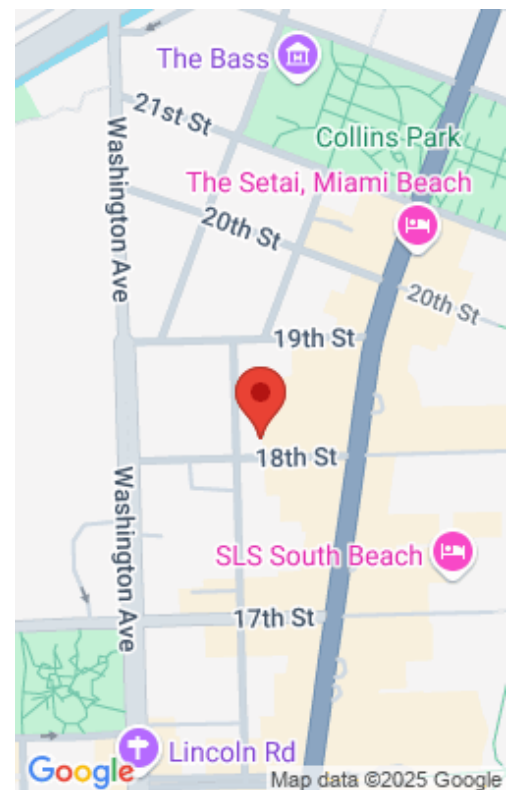 The Bass
21st St
Collins Park
Washington Ave
The Setai, Miami Beach
20th St
20th St
19th St
18th St
Washington Ave
SLS South Beach
17th St
Lincoln Rd
Google
Map data ©2025 Google